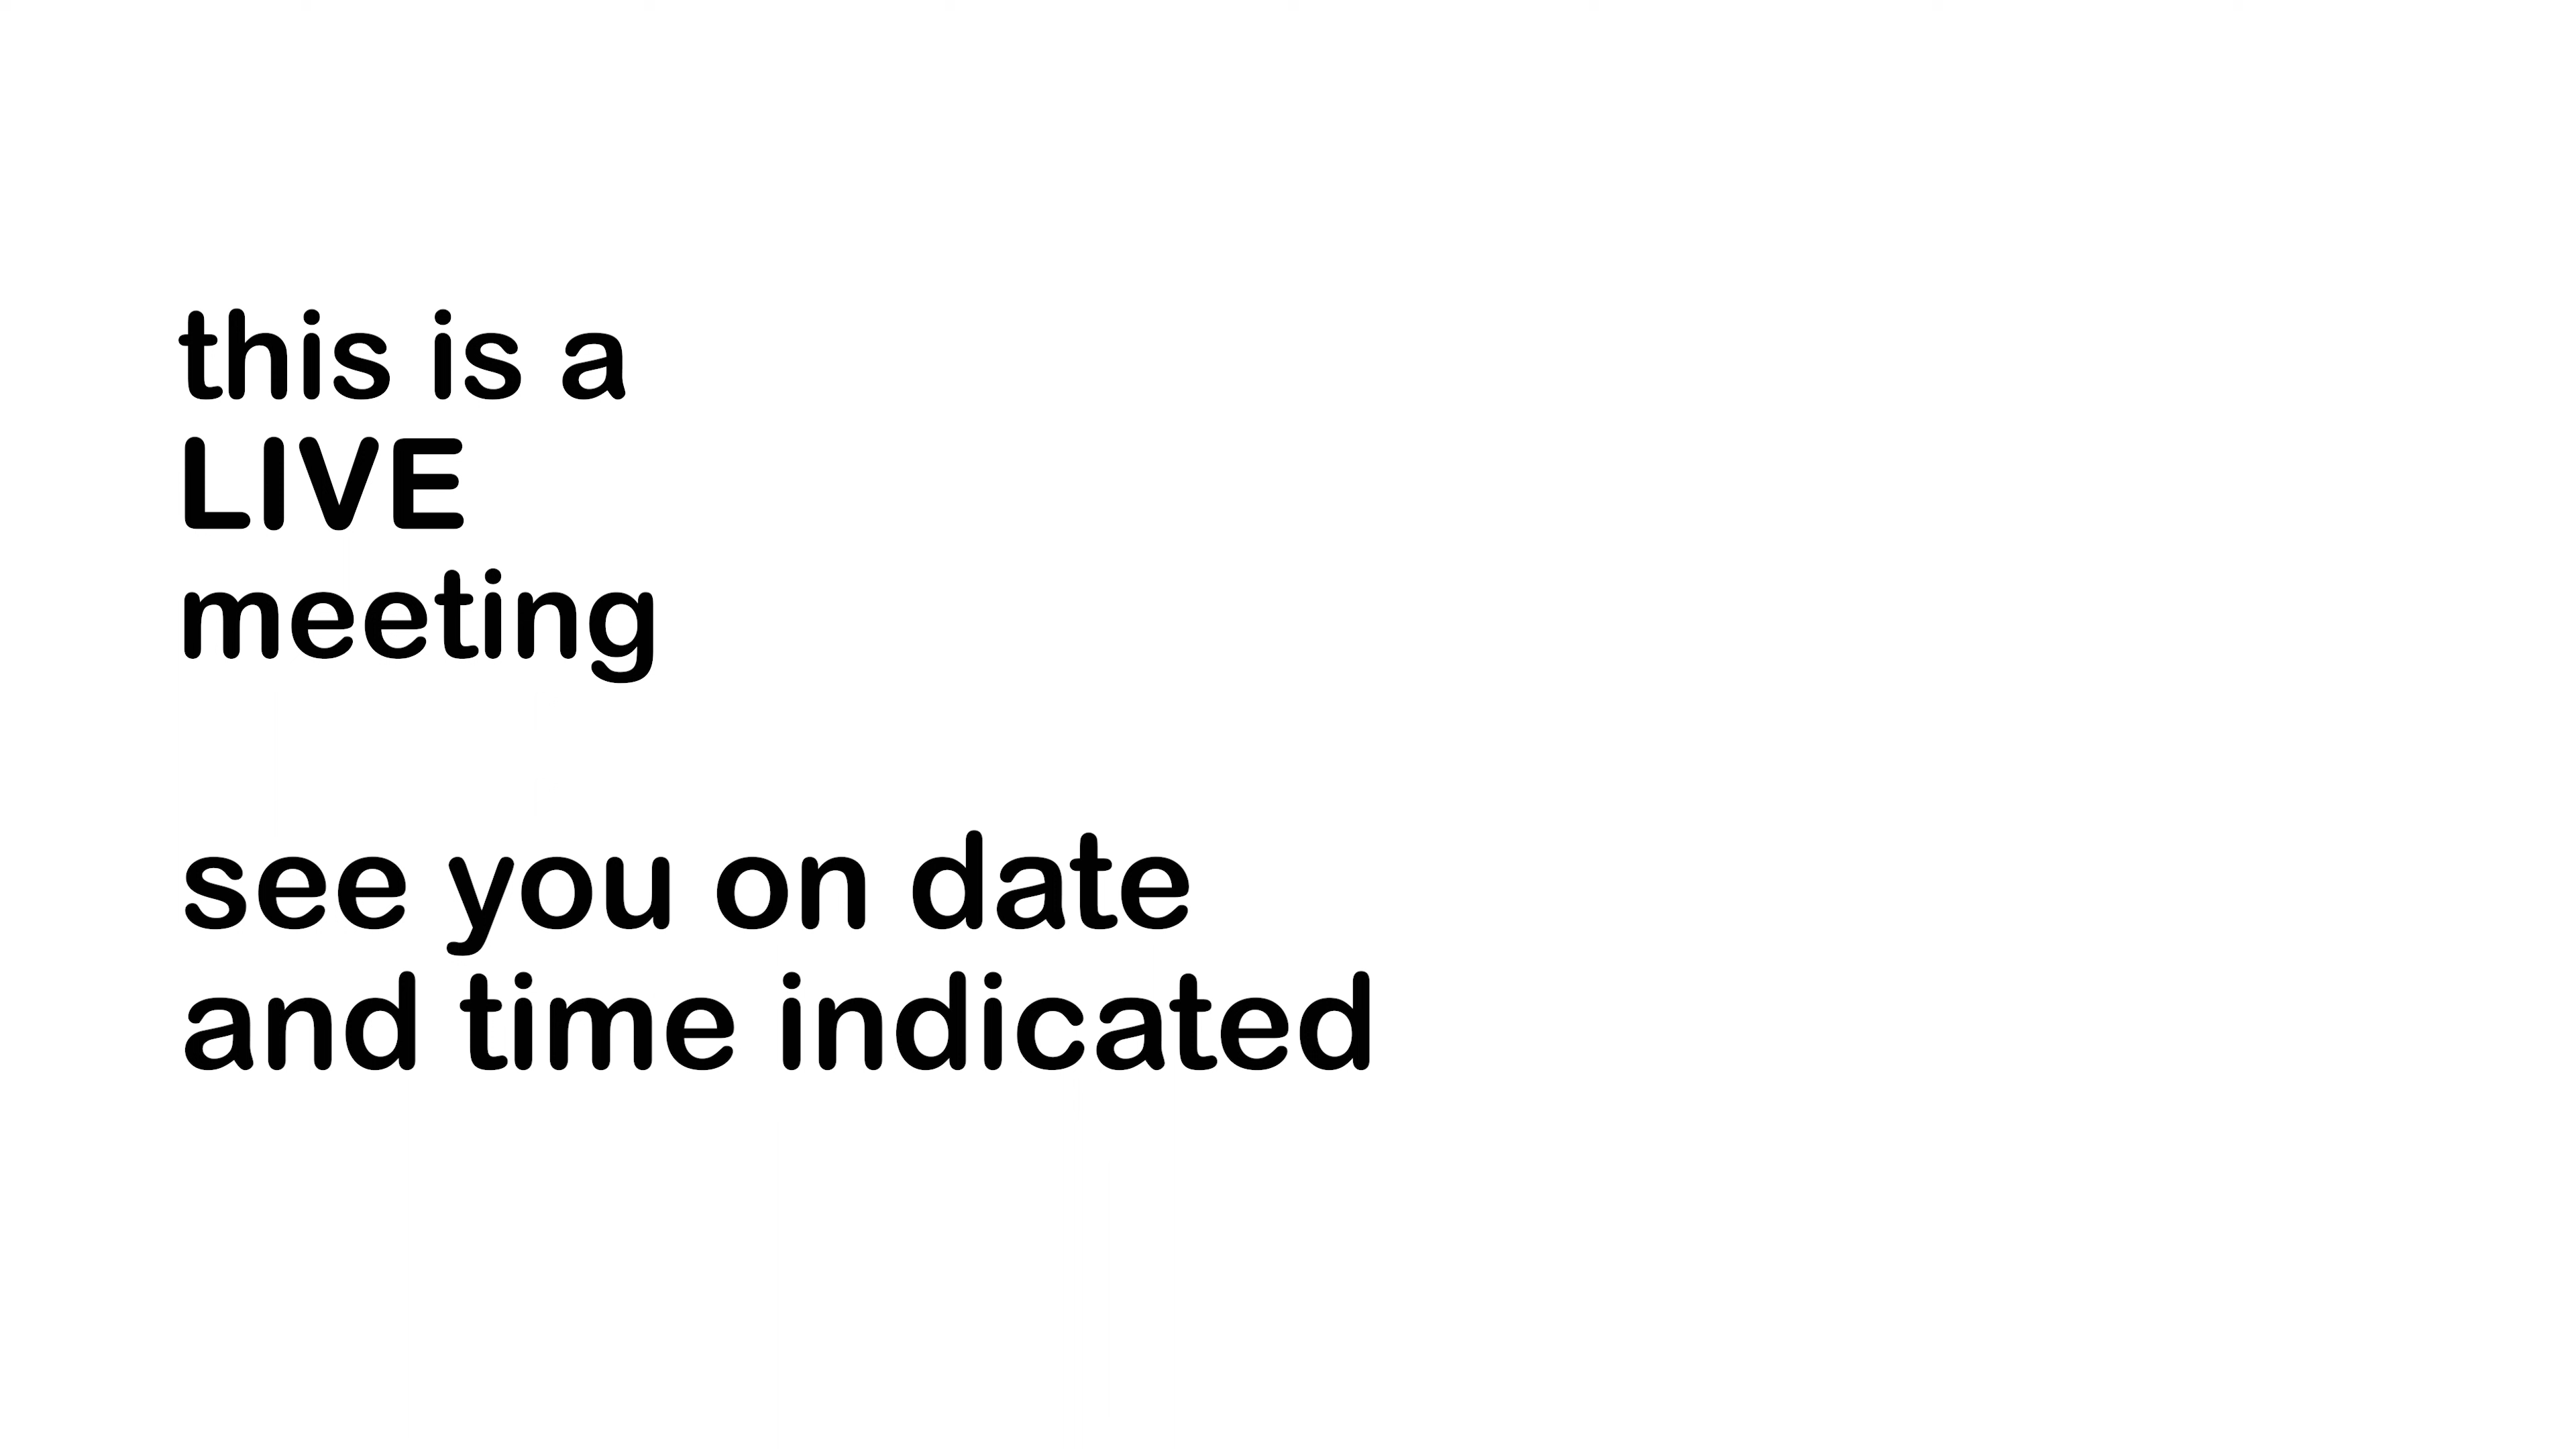 this is a
LIVE
meeting
see you on date
and time indicated